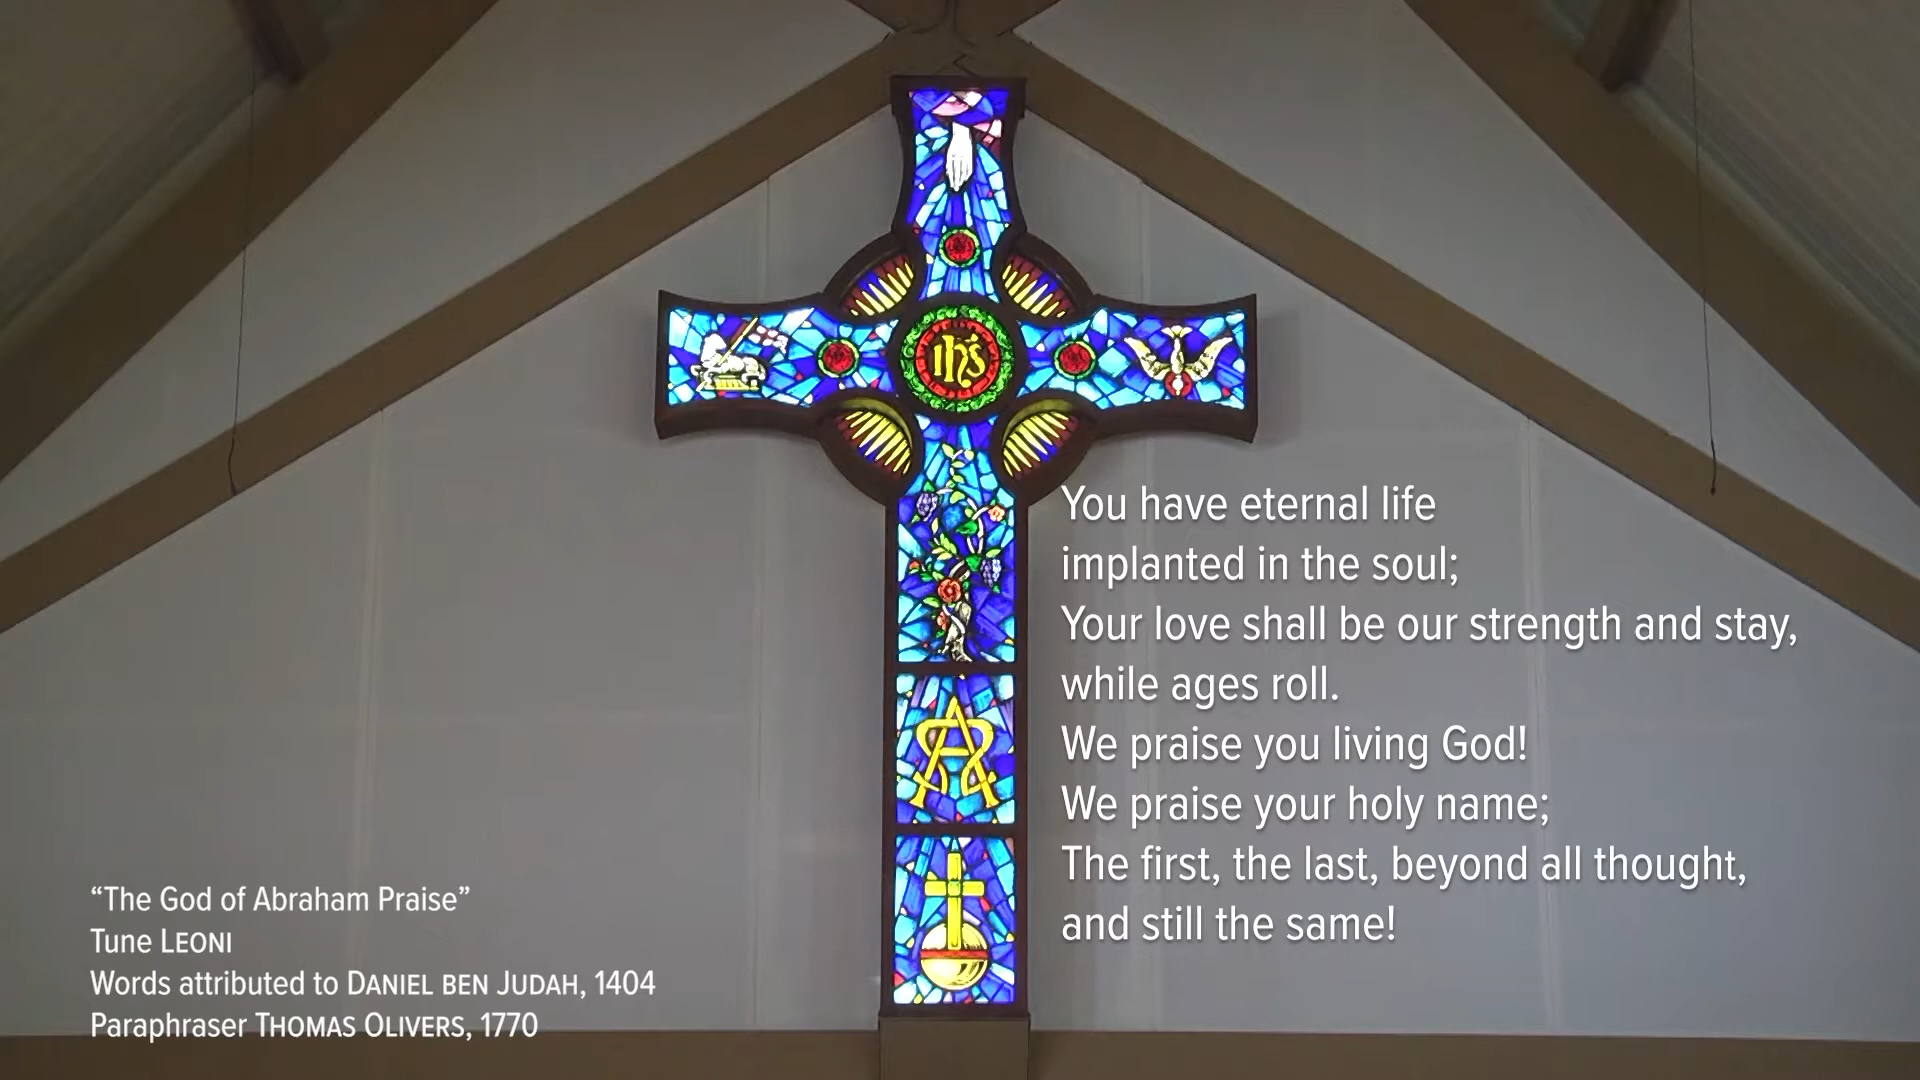 ihs
You have eternal life
implanted in the soul;
Your love shall be our strength and stay,
while ages roll.
We praise you living God!
We praise your holy name;
The first, the last, beyond all thought,
and still the same!
“The God of Abraham Praise”
Tune LEONI
Words attributed to DANIEL BEN JUDAH, 1404
Paraphraser THOMAS OLIVERS, 1770